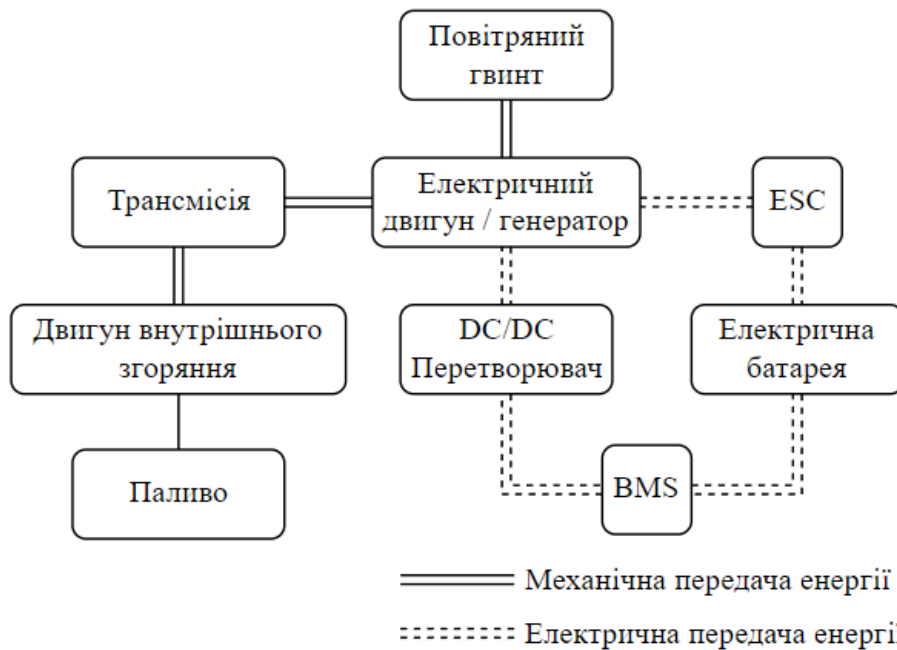 Повітряний
гвинт
Трансмісія
Електричний
двигун / генератор
ESC
Двигун внутрішнього
згоряння
DC/DC
Перетворювач
Електрична
батарея
Паливо
BMS
Механічна передача енергії
Електрична передача енергії